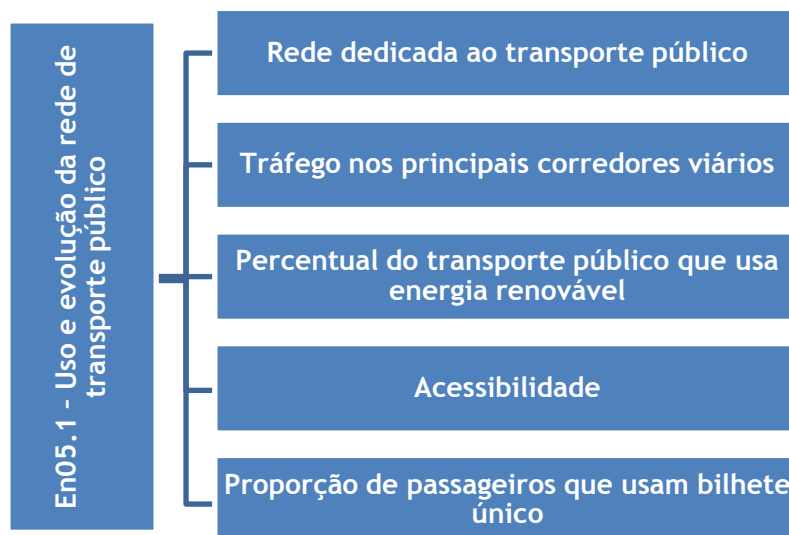 En05.1 – Uso e evolução da rede de
transporte público
Rede dedicada ao transporte público
Tráfego nos principais corredores viários
Percentual do transporte público que usa
energia renovável
Acessibilidade
Proporção de passageiros que usam bilhete
único